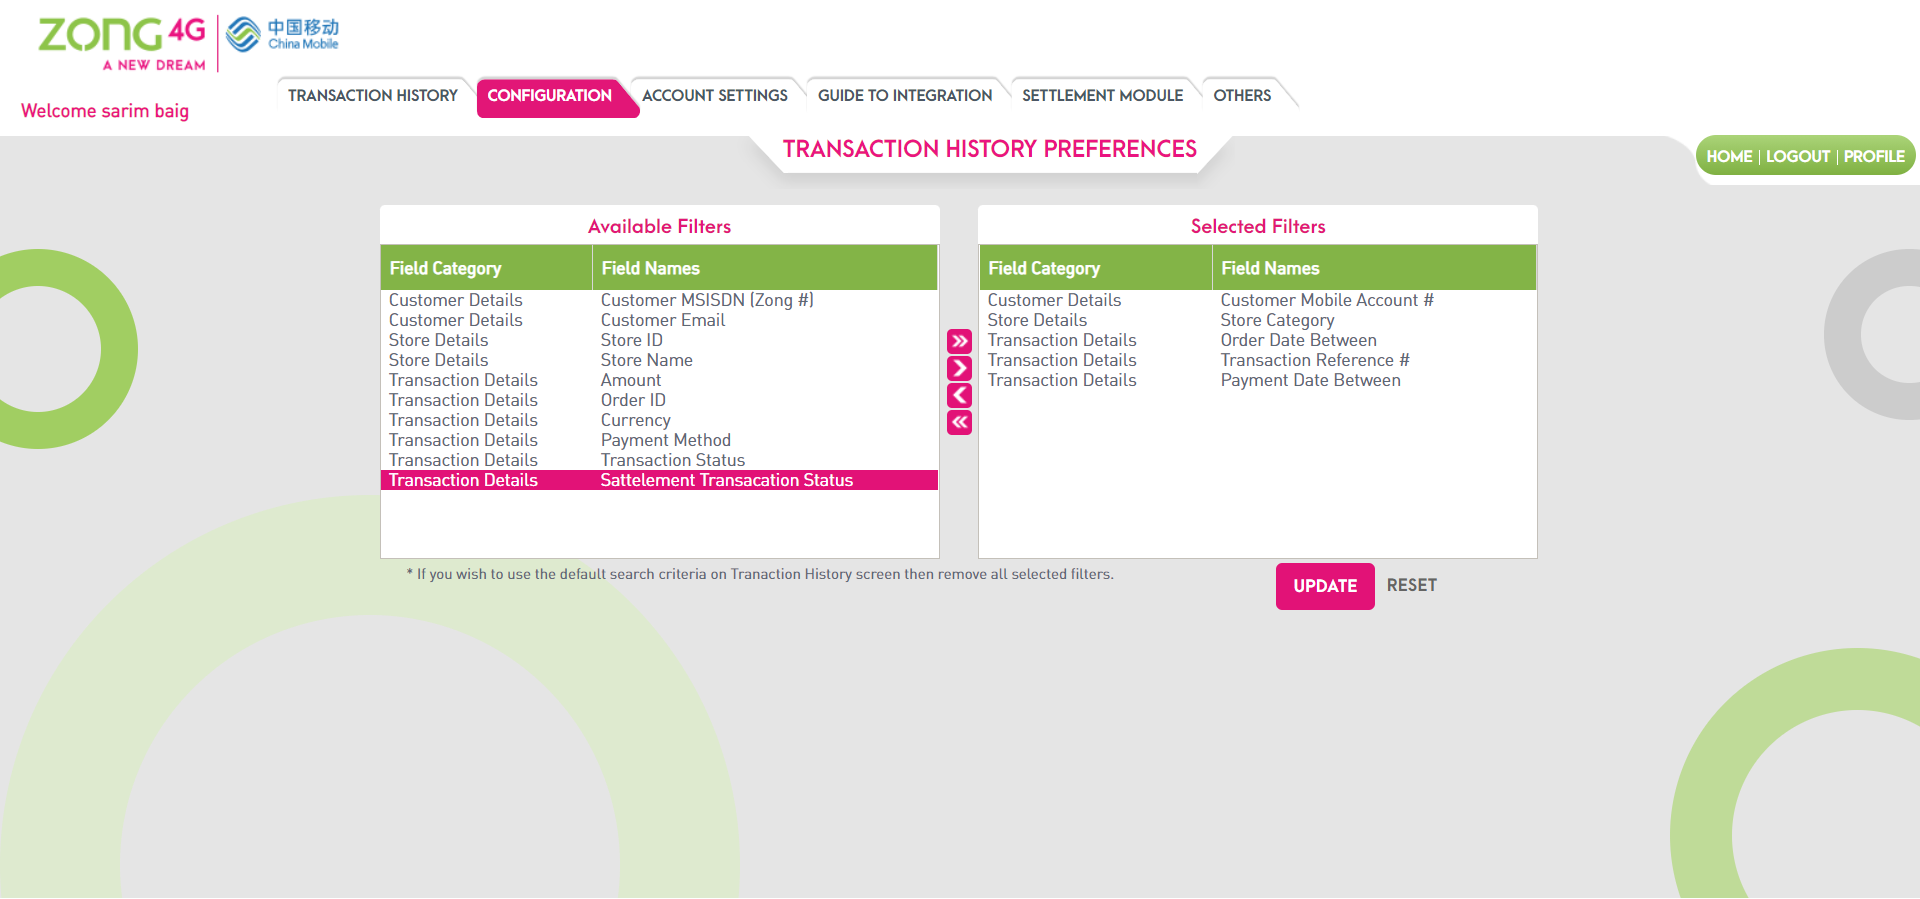 ZONG 4G
A NEW DREAM
中国移动
China Mobile
Welcome sarim baig
TRANSACTION HISTORY
CONFIGURATION
ACCOUNT SETTINGS
GUIDE TO INTEGRATION
SETTLEMENT MODULE
OTHERS
TRANSACTION HISTORY PREFERENCES
HOME | LOGOUT | PROFILE
Available Filters
Field Category Field Names
Customer Details Customer MSISDN (Zong #)
Customer Details Customer Email
Store Details Store ID
Store Details Store Name
Transaction Details Amount
Transaction Details Order ID
Transaction Details Currency
Transaction Details Payment Method
Transaction Details Transaction Status
Transaction Details Sattelement Transacation Status
Selected Filters
Field Category Field Names
Customer Details Customer Mobile Account #
Store Details Store Category
Transaction Details Order Date Between
Transaction Details Transaction Reference #
Transaction Details Payment Date Between
* If you wish to use the default search criteria on Tranaction History screen then remove all selected filters.
UPDATE
RESET